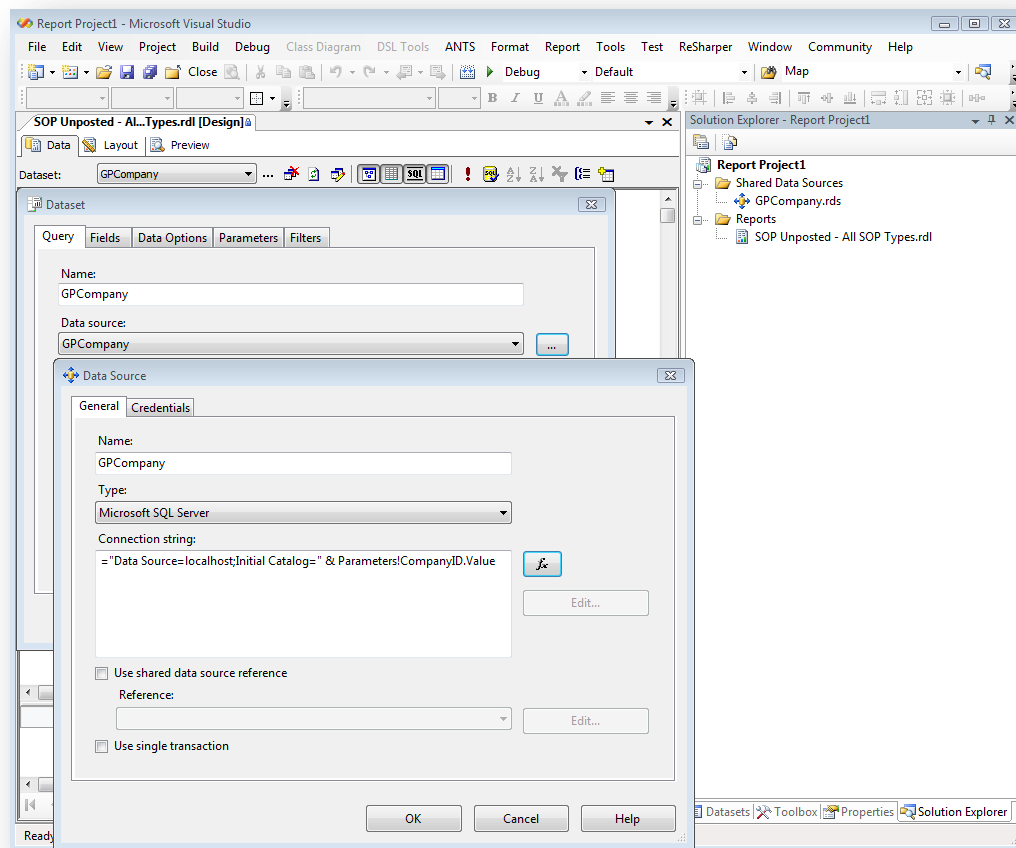 Report Project1 - Microsoft Visual Studio
File Edit View Project Build Debug Class Diagram DSL Tools ANTS Format Report Tools Test ReSharper Window Community Help
Close Debug Default Map
B I U A
SOP Unposted - Al...Types.rdl [Design]
Data Layout Preview
Dataset: GPCompany ... SQL
Dataset
Query Fields Data Options Parameters Filters
Name:
GPCompany
Data source:
GPCompany
...
Data Source
General Credentials
Name:
GPCompany
Type:
Microsoft SQL Server
Connection string:
="Data Source=localhost;Initial Catalog=" & Parameters!CompanyID.Value
fx
Edit...
Use shared data source reference
Reference:
Edit...
Use single transaction
OK Cancel Help
Ready
Solution Explorer - Report Project1
Report Project1
Shared Data Sources
GPCompany.rds
Reports
SOP Unposted - All SOP Types.rdl
Datasets Toolbox Properties Solution Explorer